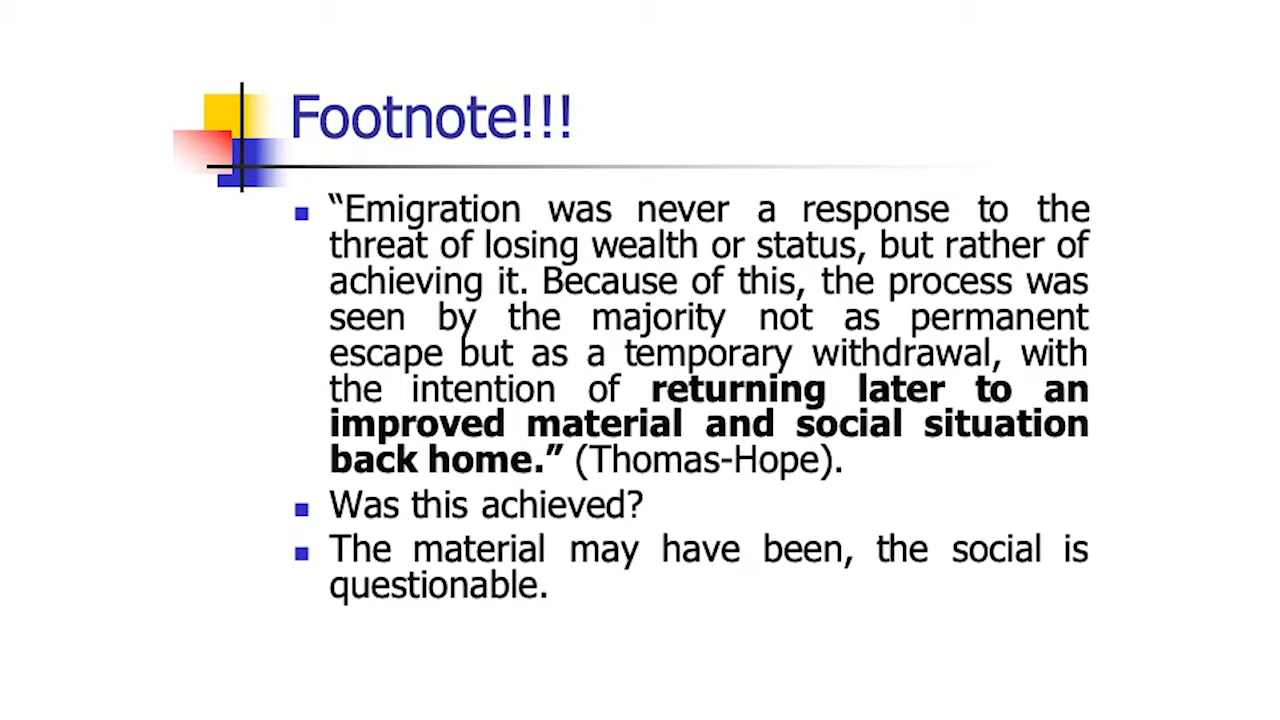 Footnote!!!
“Emigration was never a response to the
threat of losing wealth or status, but rather of
achieving it. Because of this, the process was
seen by the majority not as permanent
escape but as a temporary withdrawal, with
the intention of returning later to an
improved material and social situation
back home.” (Thomas-Hope).
Was this achieved?
The material may have been, the social is
questionable.